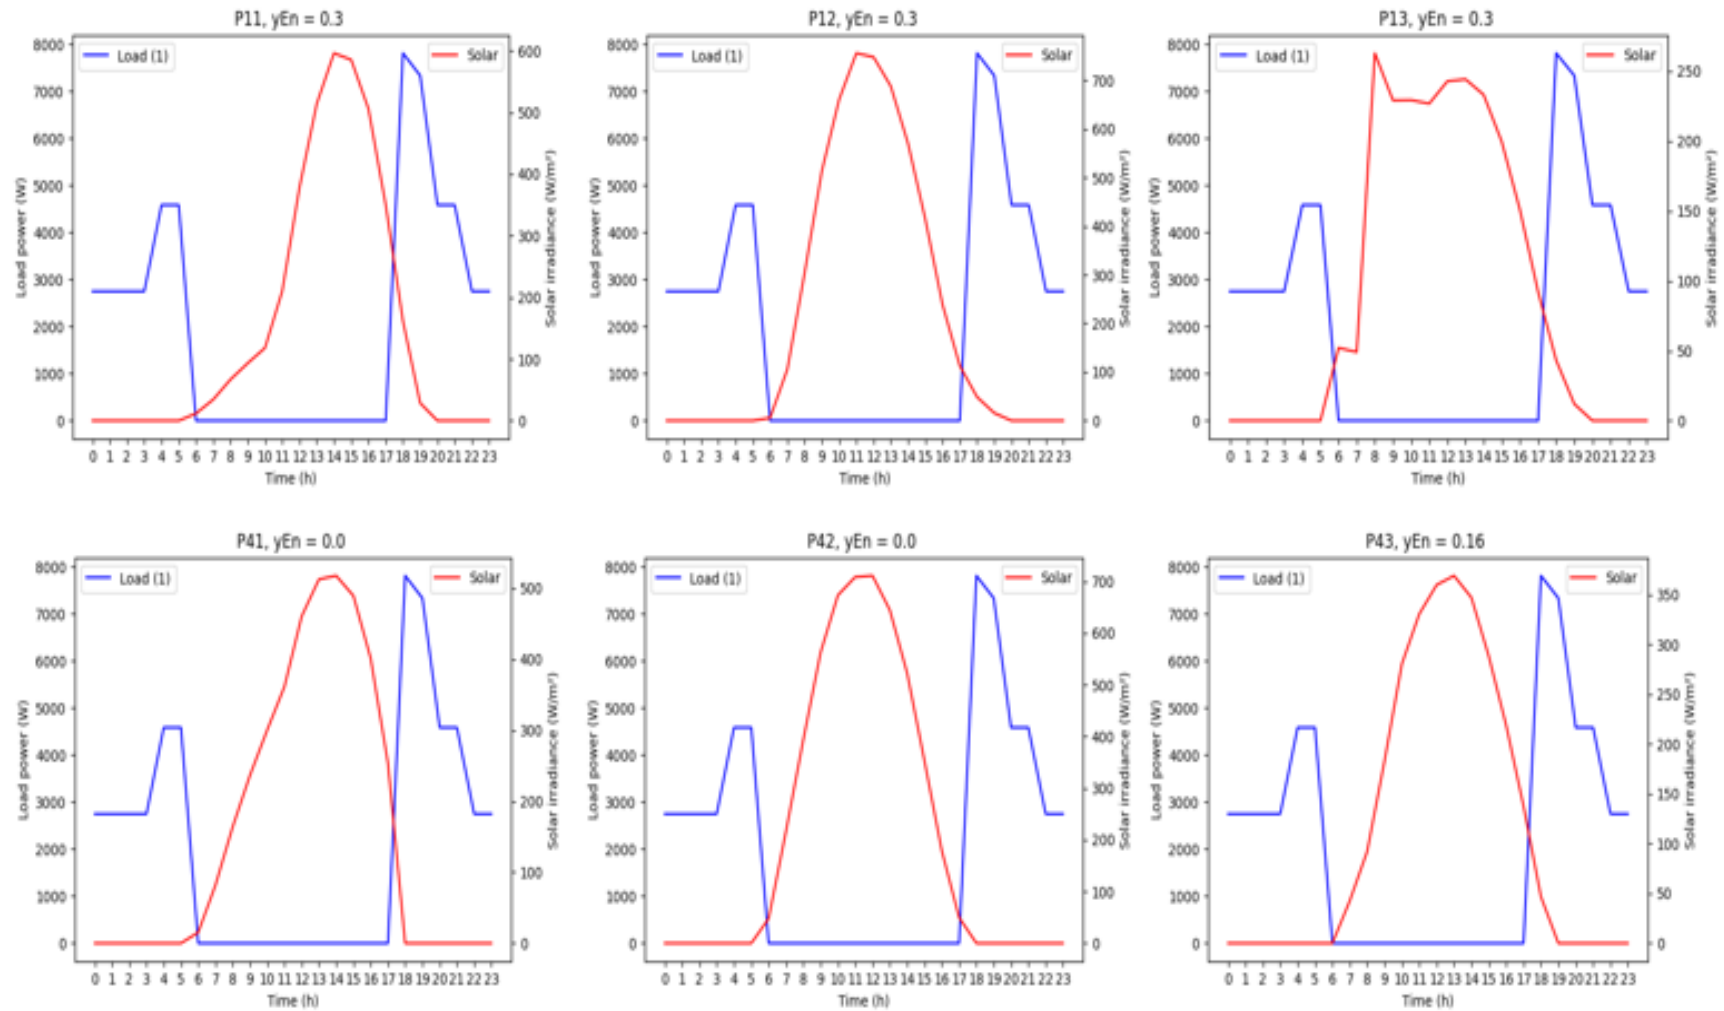 P11, yEn = 0.3
Load (1)
Solar
8000
7000
6000
5000
4000
3000
2000
1000
0
Load power (W)
600
500
400
300
200
100
0
Solar irradiance (W/m²)
0 1 2 3 4 5 6 7 8 9 10 11 12 13 14 15 16 17 18 19 20 21 22 23
Time (h)
P12, yEn = 0.3
Load (1)
Solar
8000
7000
6000
5000
4000
3000
2000
1000
0
Load power (W)
700
600
500
400
300
200
100
0
Solar irradiance (W/m²)
0 1 2 3 4 5 6 7 8 9 10 11 12 13 14 15 16 17 18 19 20 21 22 23
Time (h)
P13, yEn = 0.3
Load (1)
Solar
8000
7000
6000
5000
4000
3000
2000
1000
0
Load power (W)
250
200
150
100
50
0
Solar irradiance (W/m²)
0 1 2 3 4 5 6 7 8 9 10 11 12 13 14 15 16 17 18 19 20 21 22 23
Time (h)
P41, yEn = 0.0
Load (1)
Solar
8000
7000
6000
5000
4000
3000
2000
1000
0
Load power (W)
500
400
300
200
100
0
Solar irradiance (W/m²)
0 1 2 3 4 5 6 7 8 9 10 11 12 13 14 15 16 17 18 19 20 21 22 23
Time (h)
P42, yEn = 0.0
Load (1)
Solar
8000
7000
6000
5000
4000
3000
2000
1000
0
Load power (W)
700
600
500
400
300
200
100
0
Solar irradiance (W/m²)
0 1 2 3 4 5 6 7 8 9 10 11 12 13 14 15 16 17 18 19 20 21 22 23
Time (h)
P43, yEn = 0.16
Load (1)
Solar
8000
7000
6000
5000
4000
3000
2000
1000
0
Load power (W)
350
300
250
200
150
100
50
0
Solar irradiance (W/m²)
0 1 2 3 4 5 6 7 8 9 10 11 12 13 14 15 16 17 18 19 20 21 22 23
Time (h)